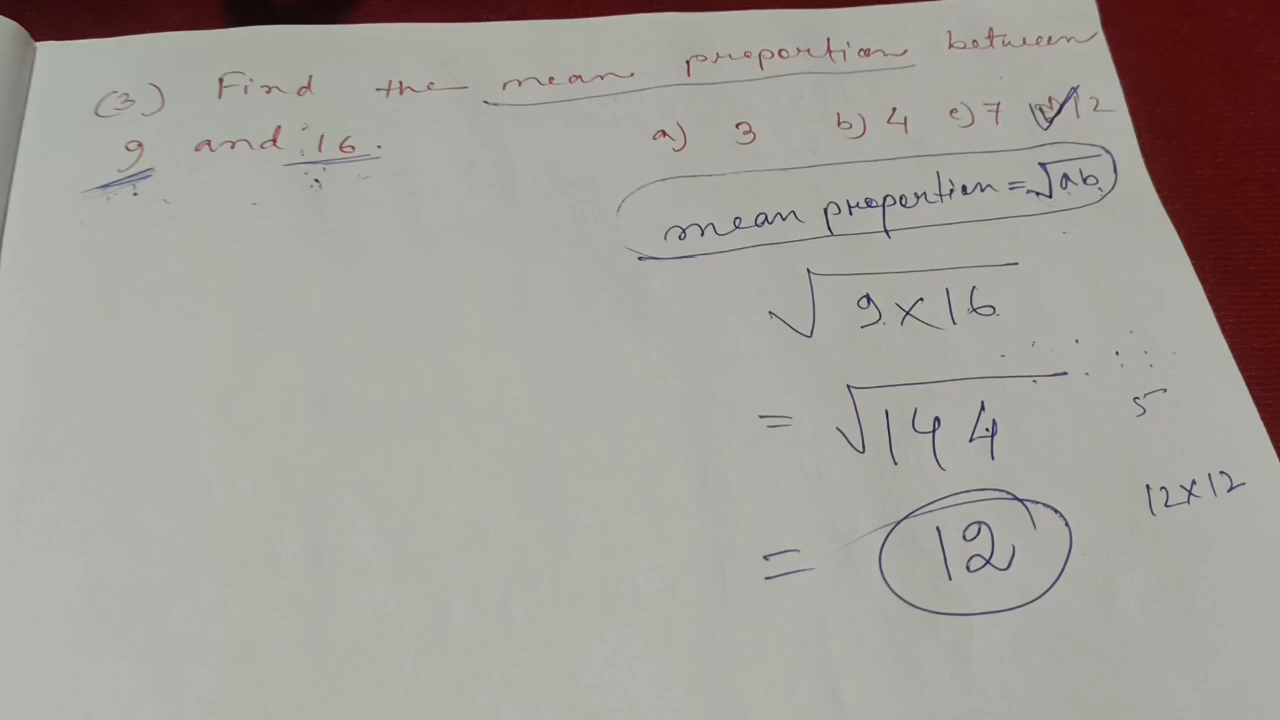 (3) Find the mean proportion between
9 and 16.
a) 3 b) 4 c) 7 12
mean proportion = √ab
√9×16
= √144
5
12×12
= 12